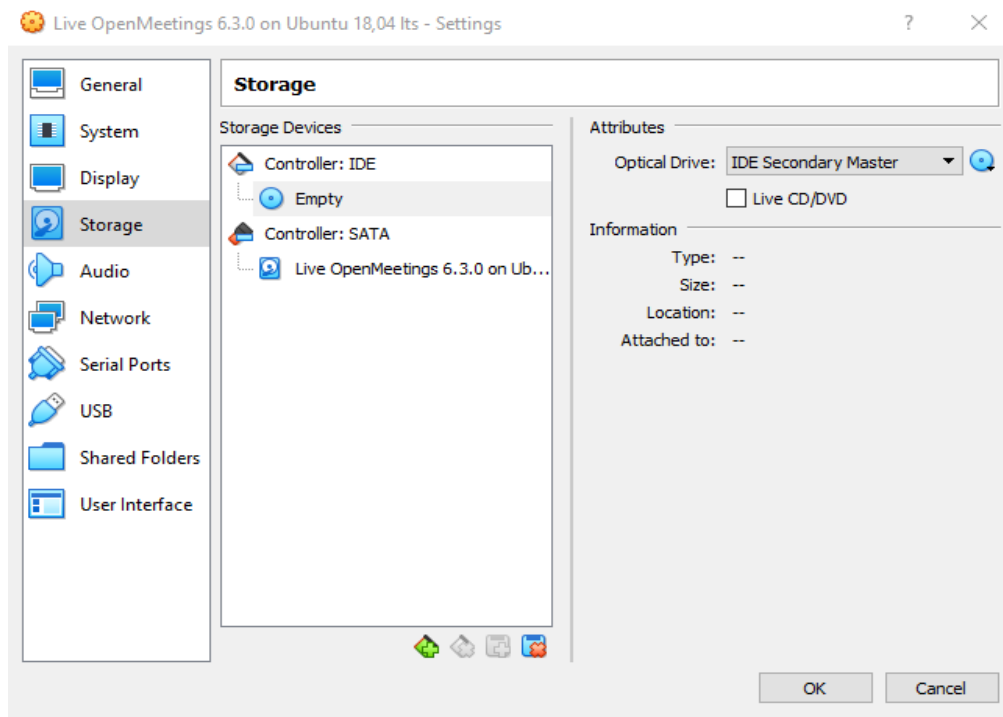 Live OpenMeetings 6.3.0 on Ubuntu 18,04 lts - Settings
?
General
System
Display
Storage
Audio
Network
Serial Ports
USB
Shared Folders
User Interface
Storage
Storage Devices
Controller: IDE
Empty
Controller: SATA
Live OpenMeetings 6.3.0 on Ub...
Attributes
Optical Drive: IDE Secondary Master
Live CD/DVD
Information
Type: --
Size: --
Location: --
Attached to: --
OK Cancel